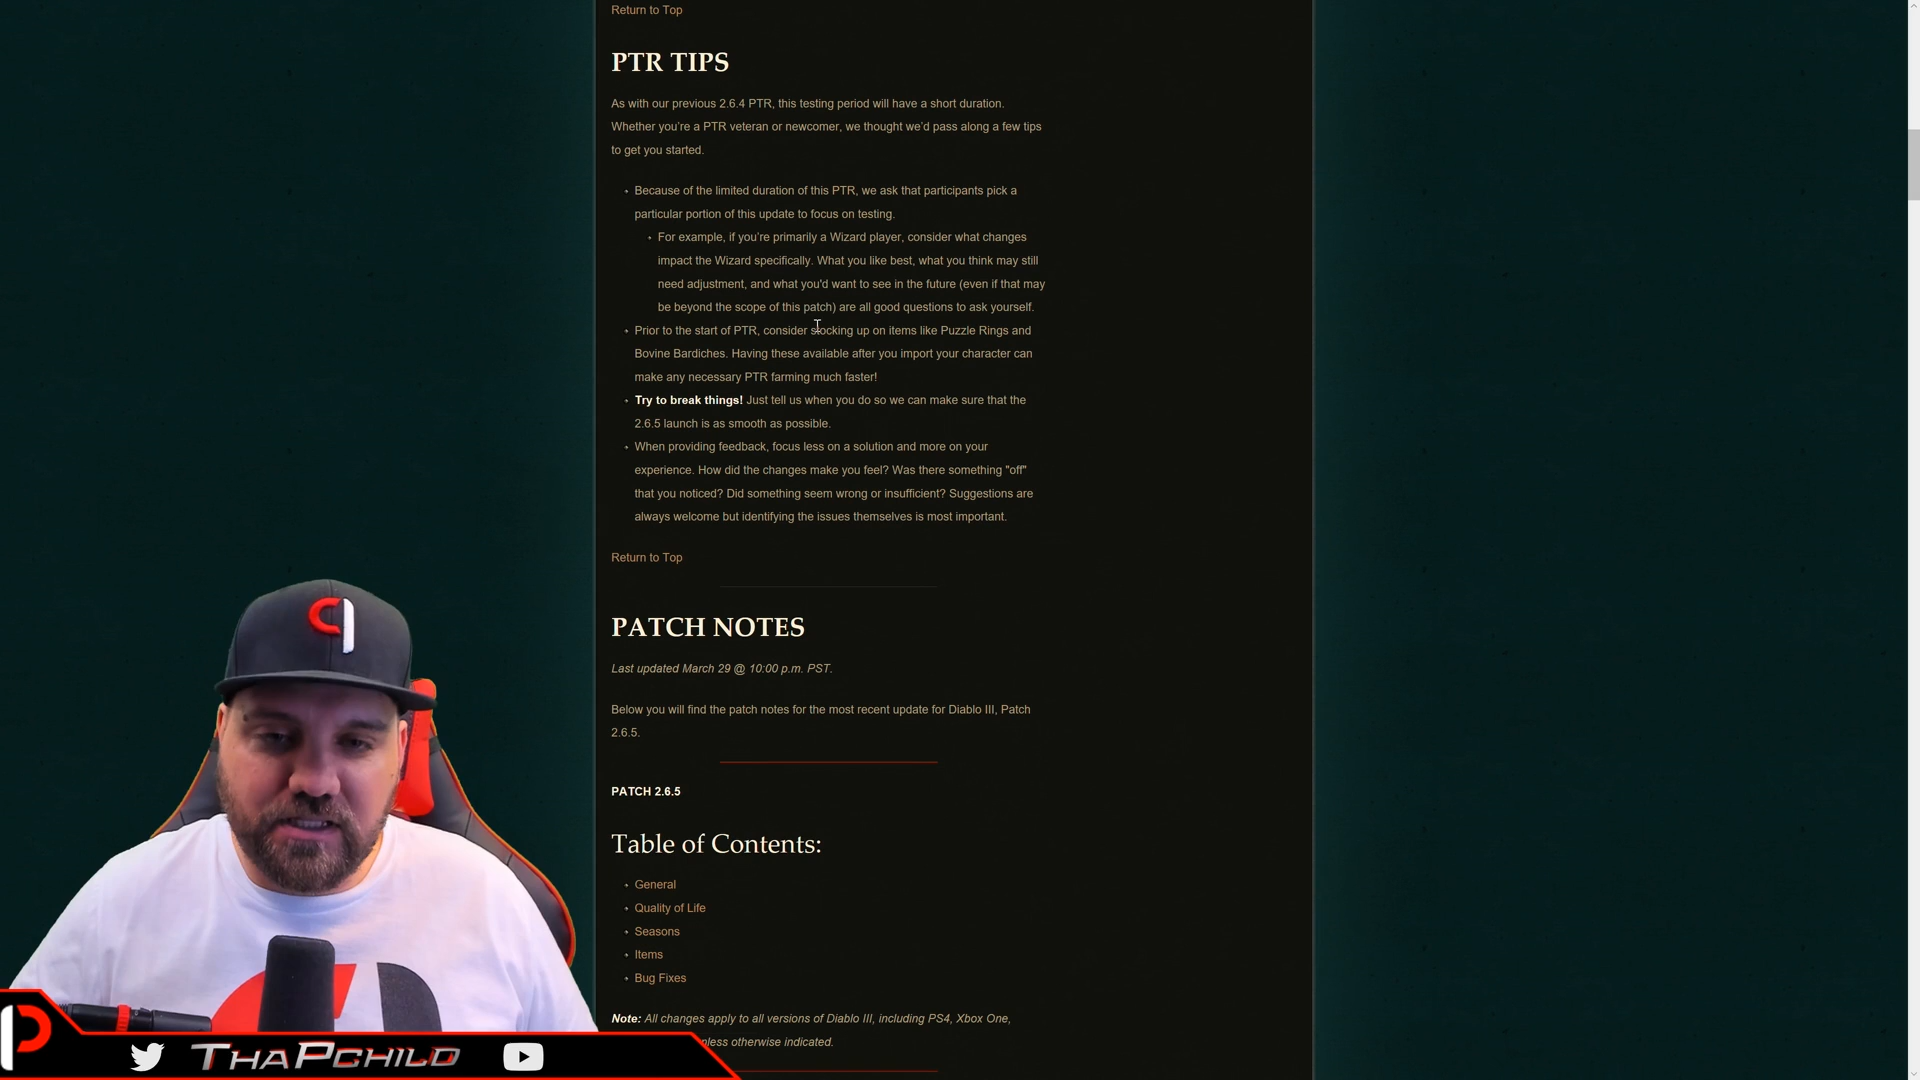 Return to Top
PTR TIPS
As with our previous 2.6.4 PTR, this testing period will have a short duration.
Whether you're a PTR veteran or newcomer, we thought we'd pass along a few tips
to get you started.
Because of the limited duration of this PTR, we ask that participants pick a
particular portion of this update to focus on testing.
For example, if you're primarily a Wizard player, consider what changes
impact the Wizard specifically. What you like best, what you think may still
need adjustment, and what you'd want to see in the future (even if that may
be beyond the scope of this patch) are all good questions to ask yourself.
Prior to the start of PTR, consider stocking up on items like Puzzle Rings and
Bovine Bardiches. Having these available after you import your character can
make any necessary PTR farming much faster!
Try to break things! Just tell us when you do so we can make sure that the
2.6.5 launch is as smooth as possible.
When providing feedback, focus less on a solution and more on your
experience. How did the changes make you feel? Was there something "off"
that you noticed? Did something seem wrong or insufficient? Suggestions are
always welcome but identifying the issues themselves is most important.
Return to Top
PATCH NOTES
Last updated March 29 @ 10:00 p.m. PST.
Below you will find the patch notes for the most recent update for Diablo III, Patch
2.6.5.
PATCH 2.6.5
Table of Contents:
General
Quality of Life
Seasons
Items
Bug Fixes
Note: All changes apply to all versions of Diablo III, including PS4, Xbox One,
otherwise indicated.
THAPCHILD